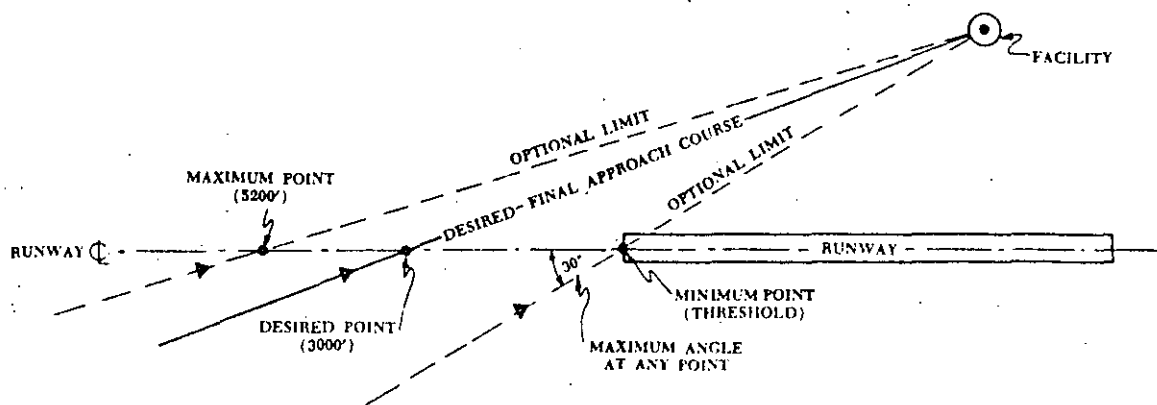 FACILITY
OPTIONAL LIMIT
DESIRED FINAL APPROACH COURSE
OPTIONAL LIMIT
MAXIMUM POINT
(5200')
RUNWAY ℄
RUNWAY
30°
DESIRED POINT
(3000')
MINIMUM POINT
(THRESHOLD)
MAXIMUM ANGLE
AT ANY POINT